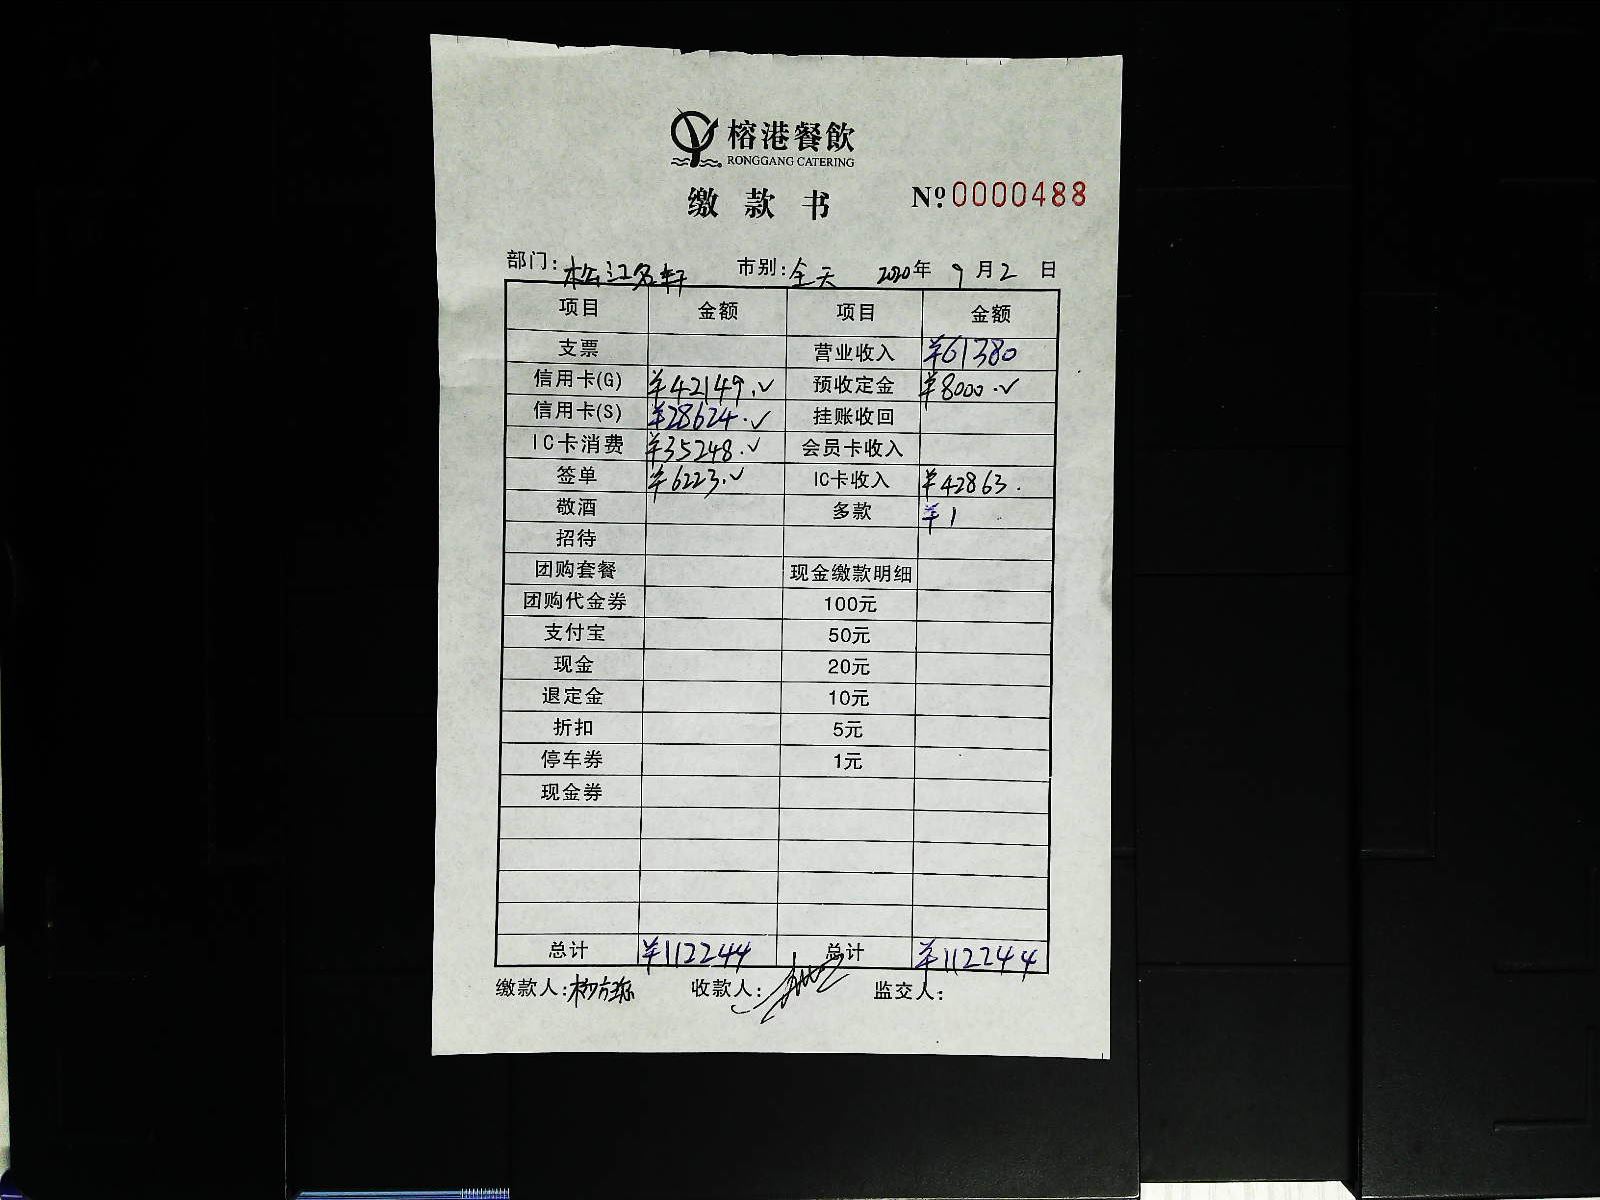 榕港餐飲
RONGGANG CATERING
缴款书 Nº:0000488
部门:松江名轩 市别:全天 2020年9月2日
项目 金额 项目 金额
支票 营业收入 ¥61380
信用卡(G) ¥42149.✓ 预收定金 ¥8000.✓
信用卡(S) ¥28624.✓ 挂账收回
IC卡消费 ¥35248.✓ 会员卡收入
签单 ¥6223.✓ IC卡收入 ¥42863.
敬酒 多款 ¥1
招待
团购套餐 现金缴款明细
团购代金券 100元
支付宝 50元
现金 20元
退定金 10元
折扣 5元
停车券 1元
现金券
总计 ¥112244 总计 ¥112244
缴款人: 收款人: 监交人: